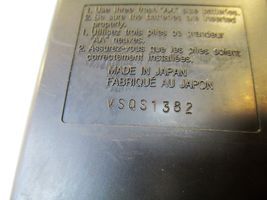 1. Use three fresh "AA" size batteries.
2. Be sure the batteries are inserted
properly.
1. Utilisez trois piles de grandeur
"AA" neuves.
2. Assurez-vous que les piles soient
correctement installées.
MADE IN JAPAN
FABRIQUÉ AU JAPON
VSQS1382